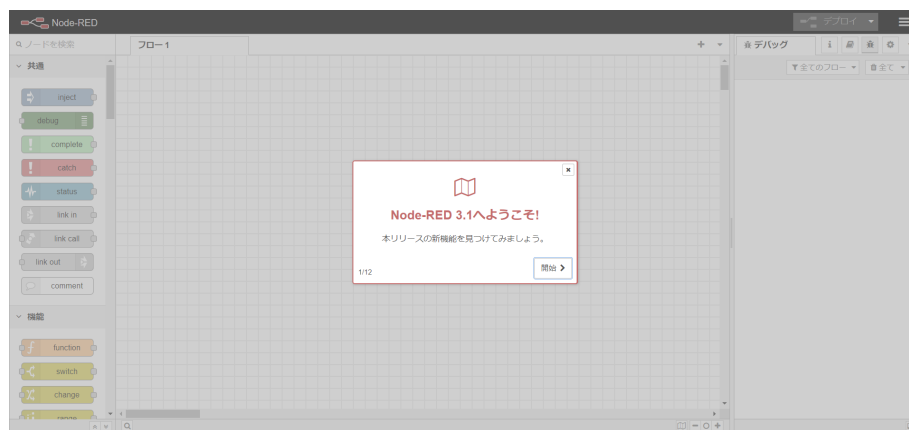 Node-RED
デプロイ
ノードを検索
フロー 1
デバッグ
i
共通
全てのフロー
全て
inject
debug
complete
catch
status
link in
link call
link out
comment
機能
function
switch
change
range
Node-RED 3.1へようこそ!
本リリースの新機能を見つけてみましょう。
1/12
開始